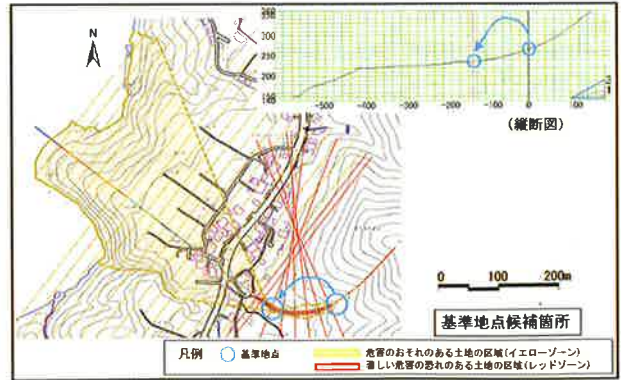 N
250
200
150
-500
-400
-300
-200
-100
0
100
(縦断図)
0
100
200m
基準地点候補箇所
凡例
基準地点
危害のおそれのある土地の区域(イエローゾーン)
著しい危害の恐れのある土地の区域(レッドゾーン)